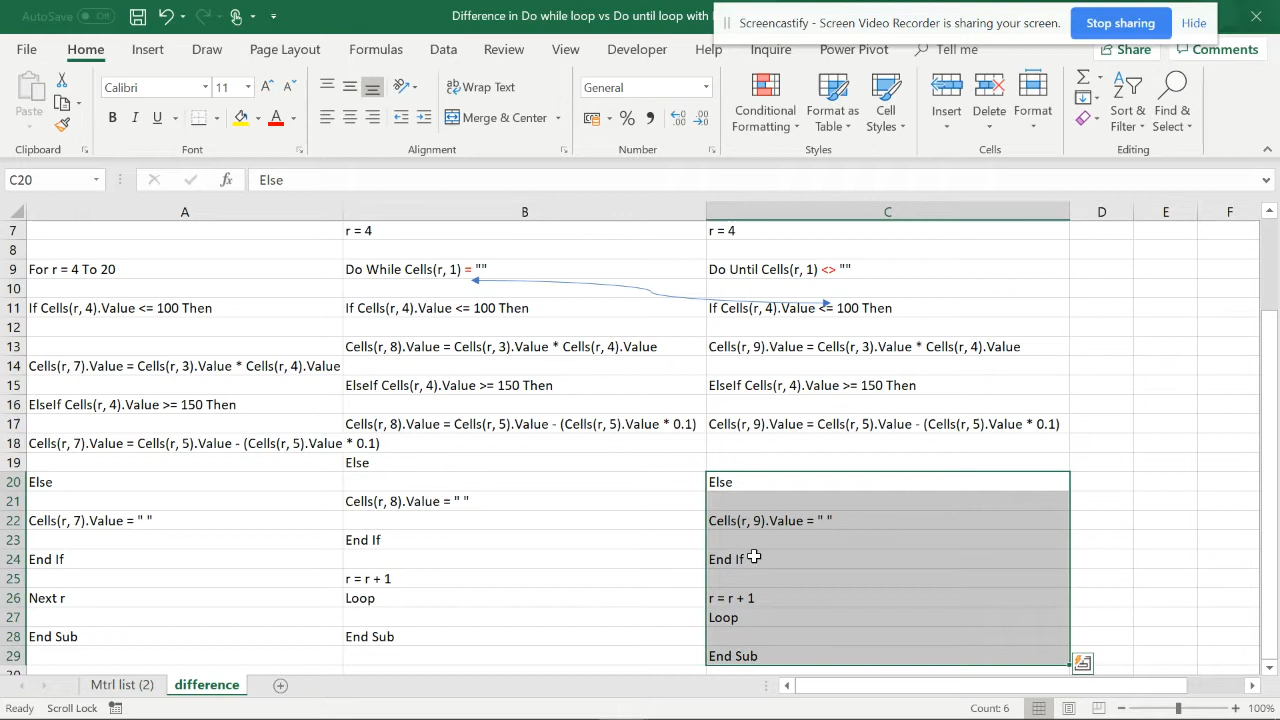 AutoSave Off
Difference in Do while loop vs Do until loop with
Screencastify - Screen Video Recorder is sharing your screen. Stop sharing Hide
File Home Insert Draw Page Layout Formulas Data Review View Developer Help Inquire Power Pivot Tell me Share Comments
Paste
Calibri 11
Wrap Text
General
Merge & Center
Conditional Formatting
Format as Table
Cell Styles
Insert Delete Format
Sort & Filter
Find & Select
Clipboard Font Alignment Number Styles Cells Editing
C20 fx Else
A B C D E F
7 r = 4 r = 4
8
9 For r = 4 To 20 Do While Cells(r, 1) = "" Do Until Cells(r, 1) <> ""
10
11 If Cells(r, 4).Value <= 100 Then If Cells(r, 4).Value <= 100 Then If Cells(r, 4).Value <= 100 Then
12
13 Cells(r, 8).Value = Cells(r, 3).Value * Cells(r, 4).Value Cells(r, 9).Value = Cells(r, 3).Value * Cells(r, 4).Value
14 Cells(r, 7).Value = Cells(r, 3).Value * Cells(r, 4).Value
15 ElseIf Cells(r, 4).Value >= 150 Then ElseIf Cells(r, 4).Value >= 150 Then
16 ElseIf Cells(r, 4).Value >= 150 Then
17 Cells(r, 8).Value = Cells(r, 5).Value - (Cells(r, 5).Value * 0.1) Cells(r, 9).Value = Cells(r, 5).Value - (Cells(r, 5).Value * 0.1)
18 Cells(r, 7).Value = Cells(r, 5).Value - (Cells(r, 5).Value * 0.1)
19 Else
20 Else Else
21 Cells(r, 8).Value = " "
22 Cells(r, 7).Value = " " Cells(r, 9).Value = " "
23 End If
24 End If End If
25 r = r + 1
26 Next r Loop r = r + 1
27 Loop
28 End Sub End Sub
29 End Sub
Mtrl list (2) difference
Ready Scroll Lock Count: 6 100%